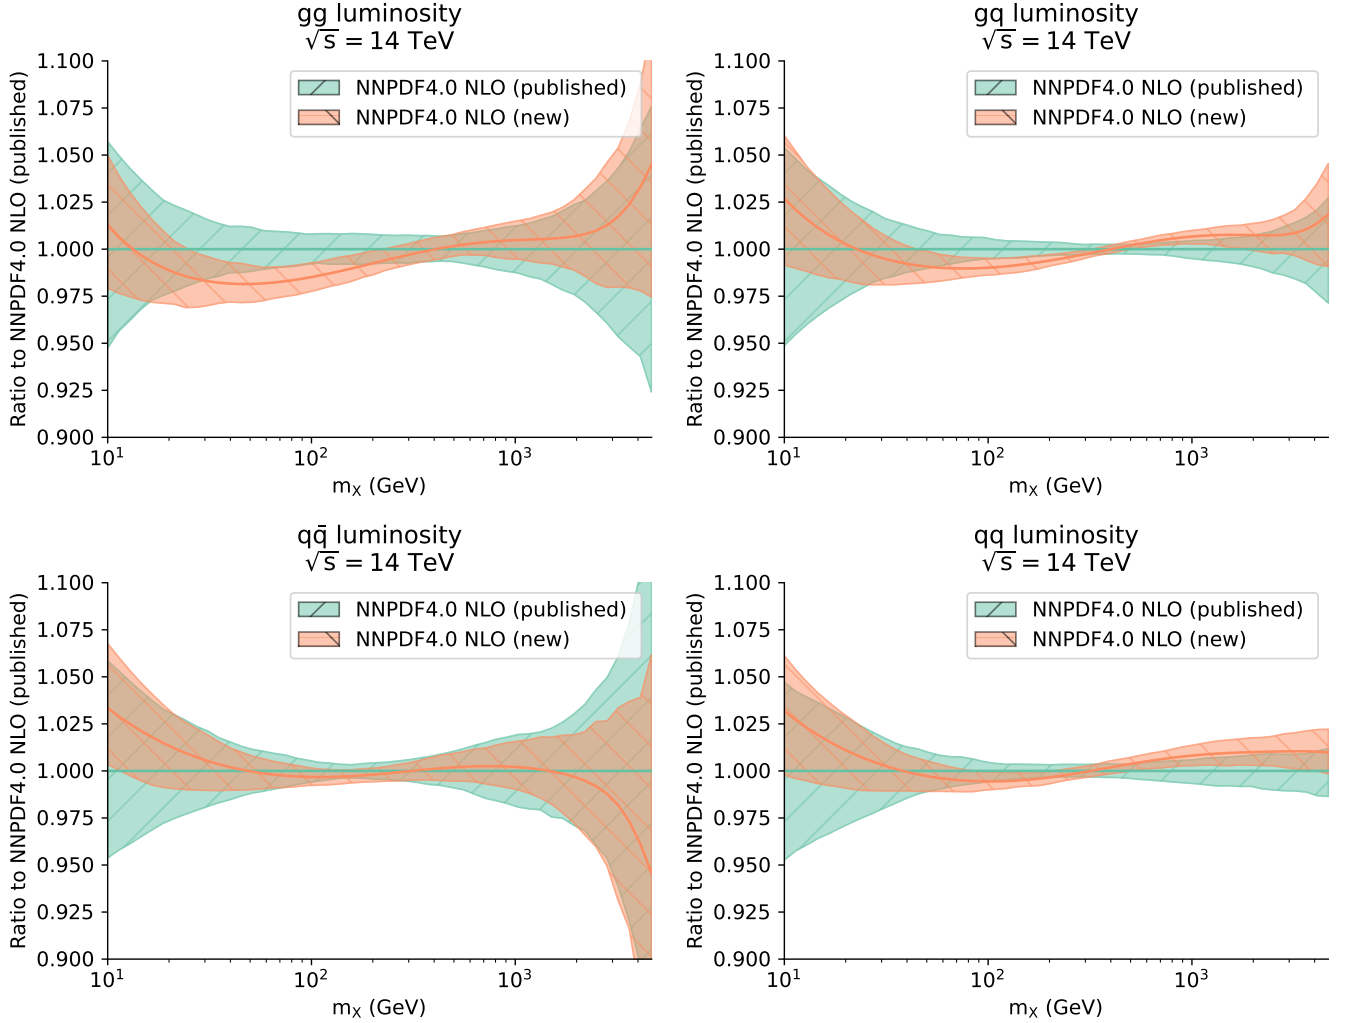 gg luminosity
√s = 14 TeV
Ratio to NNPDF4.0 NLO (published)
1.100
1.075
1.050
1.025
1.000
0.975
0.950
0.925
0.900
NNPDF4.0 NLO (published)
NNPDF4.0 NLO (new)
10¹ 10² 10³
mX (GeV)
gq luminosity
√s = 14 TeV
Ratio to NNPDF4.0 NLO (published)
1.100
1.075
1.050
1.025
1.000
0.975
0.950
0.925
0.900
NNPDF4.0 NLO (published)
NNPDF4.0 NLO (new)
10¹ 10² 10³
mX (GeV)
qq̄ luminosity
√s = 14 TeV
Ratio to NNPDF4.0 NLO (published)
1.100
1.075
1.050
1.025
1.000
0.975
0.950
0.925
0.900
NNPDF4.0 NLO (published)
NNPDF4.0 NLO (new)
10¹ 10² 10³
mX (GeV)
qq luminosity
√s = 14 TeV
Ratio to NNPDF4.0 NLO (published)
1.100
1.075
1.050
1.025
1.000
0.975
0.950
0.925
0.900
NNPDF4.0 NLO (published)
NNPDF4.0 NLO (new)
10¹ 10² 10³
mX (GeV)